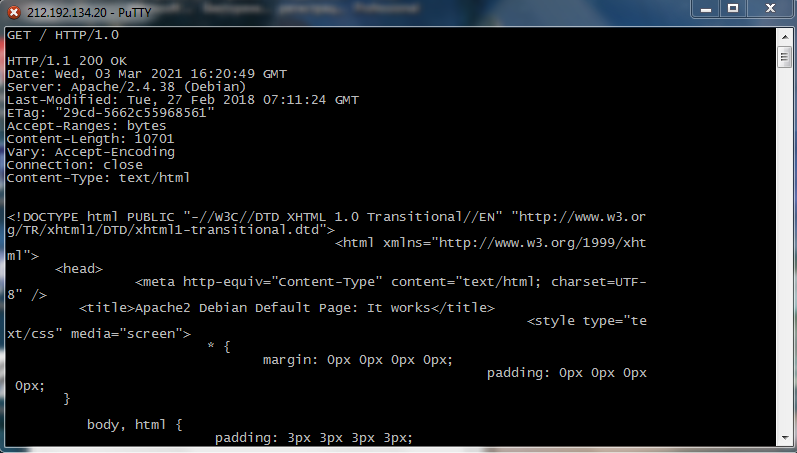 212.192.134.20 - PuTTY
GET / HTTP/1.0
HTTP/1.1 200 OK
Date: Wed, 03 Mar 2021 16:20:49 GMT
Server: Apache/2.4.38 (Debian)
Last-Modified: Tue, 27 Feb 2018 07:11:24 GMT
ETag: "29cd-5662c55968561"
Accept-Ranges: bytes
Content-Length: 10701
Vary: Accept-Encoding
Connection: close
Content-Type: text/html
<!DOCTYPE html PUBLIC "-//W3C//DTD XHTML 1.0 Transitional//EN" "http://www.w3.or
g/TR/xhtml1/DTD/xhtml1-transitional.dtd">
<html xmlns="http://www.w3.org/1999/xht
ml">
<head>
<meta http-equiv="Content-Type" content="text/html; charset=UTF-
8" />
<title>Apache2 Debian Default Page: It works</title>
<style type="te
xt/css" media="screen">
* {
margin: 0px 0px 0px 0px;
padding: 0px 0px 0px
0px;
}
body, html {
padding: 3px 3px 3px 3px;